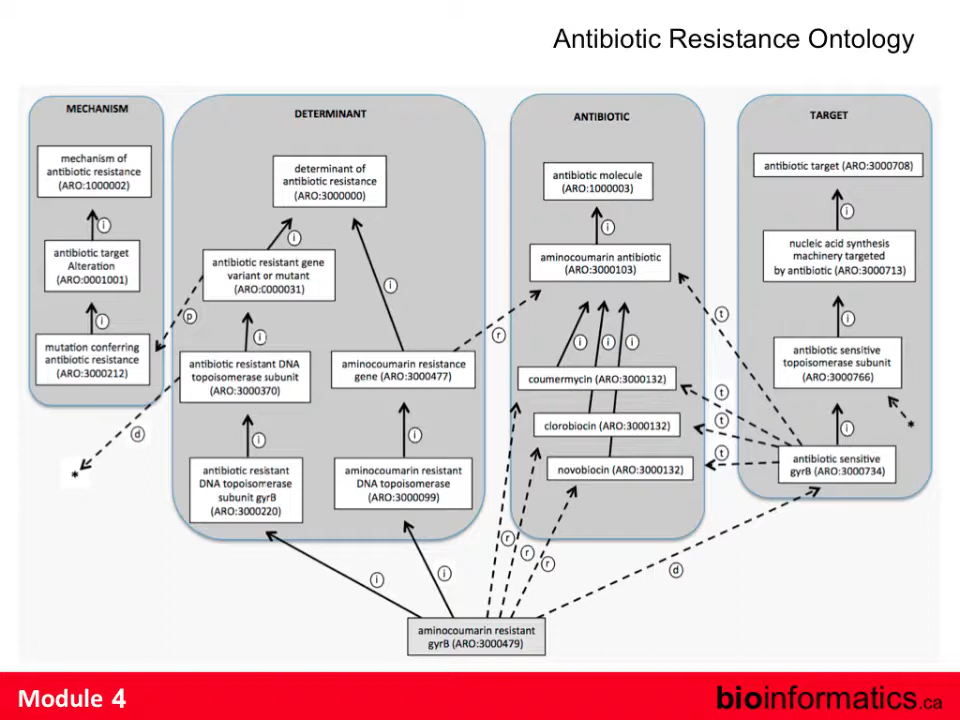 Antibiotic Resistance Ontology
MECHANISM
mechanism of
antibiotic resistance
(ARO:1000002)
i
antibiotic target
Alteration
(ARO:0001001)
i
mutation conferring
antibiotic resistance
(ARO:3000212)
DETERMINANT
determinant of
antibiotic resistance
(ARO:3000000)
i
antibiotic resistant gene
variant or mutant
(ARO:C000031)
i
p
i
antibiotic resistant DNA
topoisomerase subunit
(ARO:3000370)
aminocoumarin resistance
gene (ARO:3000477)
d
*
i
i
antibiotic resistant
DNA topoisomerase
subunit gyrB
(ARO:3000220)
aminocoumarin resistant
DNA topoisomerase
(ARO:3000099)
ANTIBIOTIC
antibiotic molecule
(ARO:1000003)
i
aminocoumarin antibiotic
(ARO:3000103)
r
i
i
i
coumermycin (ARO:3000132)
clorobiocin (ARO:3000132)
novobiocin (ARO:3000132)
TARGET
antibiotic target (ARO:3000708)
i
nucleic acid synthesis
machinery targeted
by antibiotic (ARO:3000713)
i
t
antibiotic sensitive
topoisomerase subunit
(ARO:3000766)
t
t
i
*
t
antibiotic sensitive
gyrB (ARO:3000734)
i
i
r
r
r
d
aminocoumarin resistant
gyrB (ARO:3000479)
Module 4
bioinformatics.ca